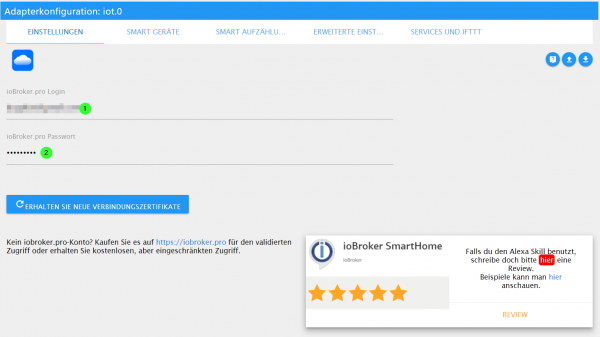 Adapterkonfiguration: iot.0
EINSTELLUNGEN
SMART GERÄTE
SMART AUFZÄHLU...
ERWEITERTE EINST...
SERVICES UND IFTTT
ioBroker.pro Login
1
ioBroker.pro Passwort
••••••••• 2
ERHALTEN SIE NEUE VERBINDUNGSZERTIFIKATE
Kein iobroker.pro-Konto? Kaufen Sie es auf https://iobroker.pro für den validierten
Zugriff oder erhalten Sie kostenlosen, aber eingeschränkten Zugriff.
ioBroker SmartHome
ioBroker
Falls du den Alexa Skill benutzt,
schreibe doch bitte hier eine
Review.
Beispiele kann man hier
anschauen.
REVIEW